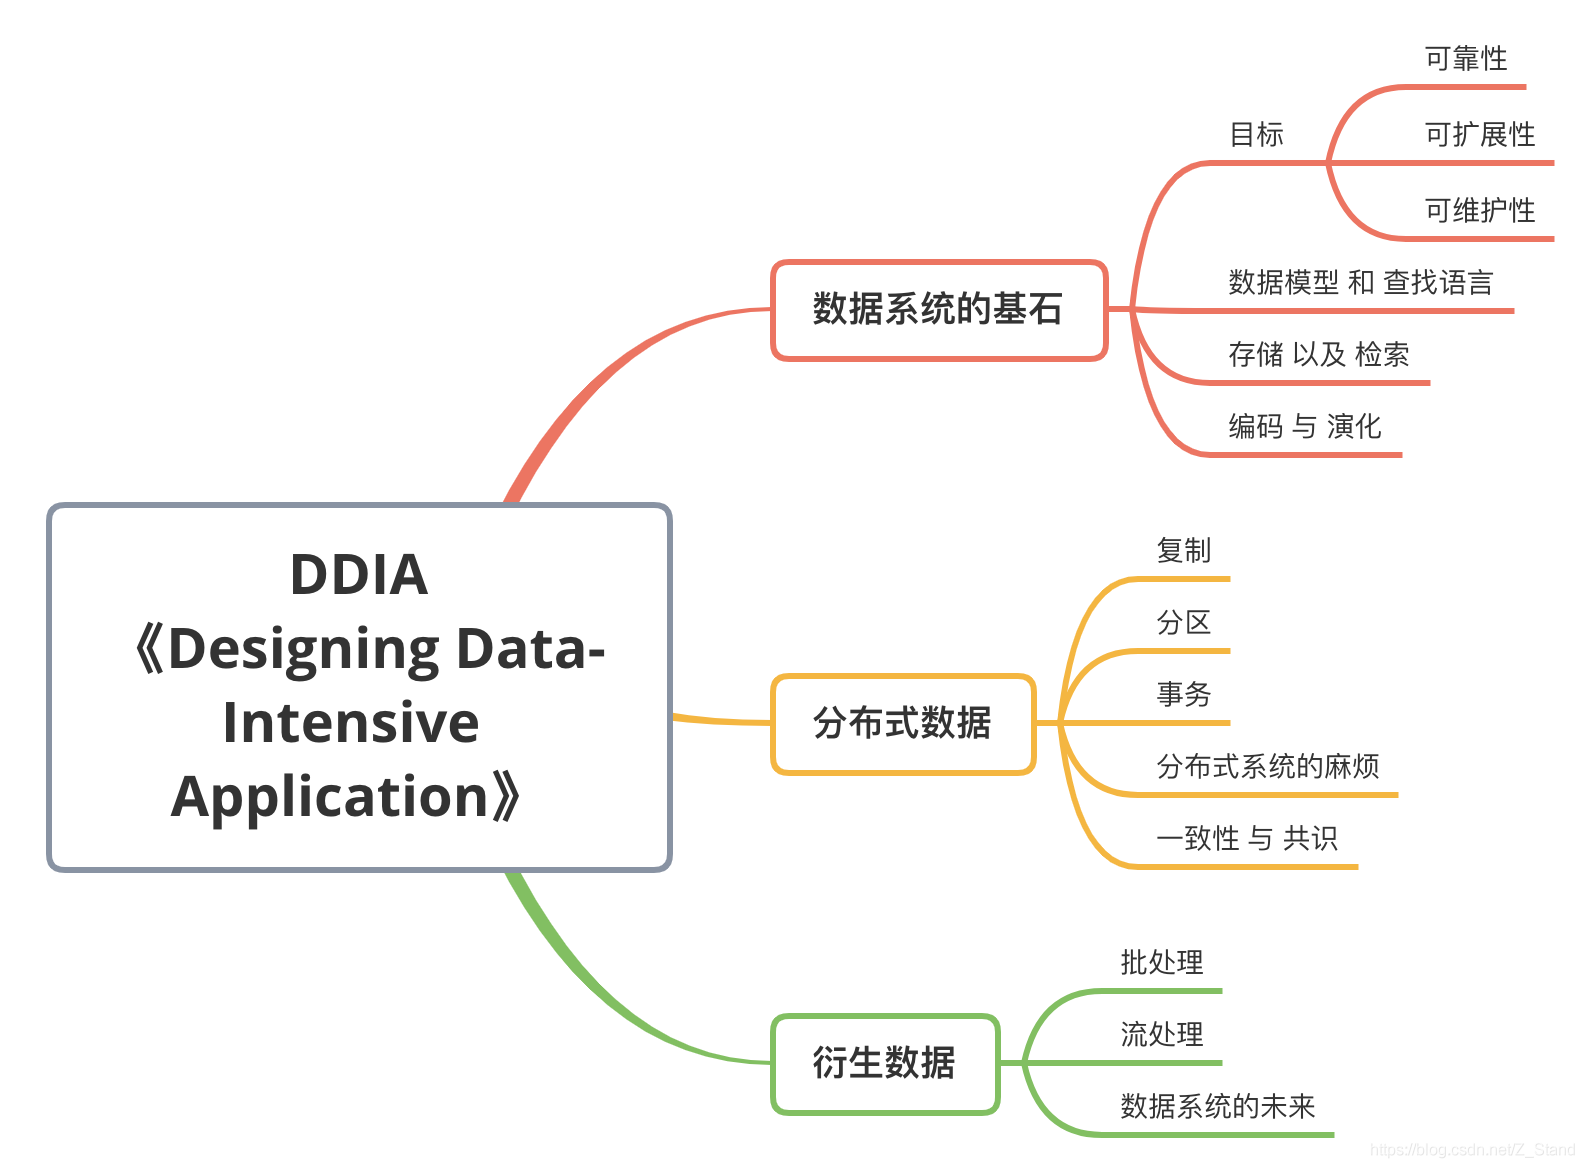 DDIA
《Designing Data-
Intensive
Application》
数据系统的基石
目标
可靠性
可扩展性
可维护性
数据模型 和 查找语言
存储 以及 检索
编码 与 演化
分布式数据
复制
分区
事务
分布式系统的麻烦
一致性 与 共识
衍生数据
批处理
流处理
数据系统的未来
https://blog.csdn.net/Z_Stand